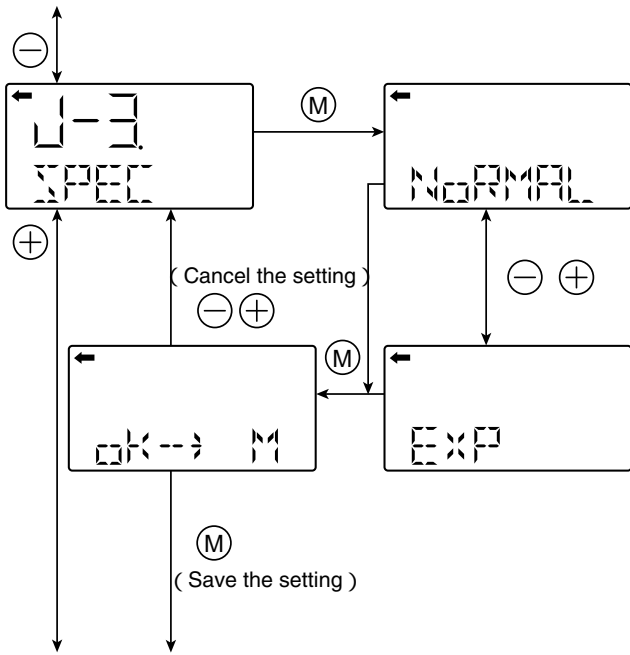 −
← J-3.
SPEC
M
←
NoRMAL
+
( Cancel the setting )
− +
− +
M
←
oK--→ M
←
EXP
M
( Save the setting )